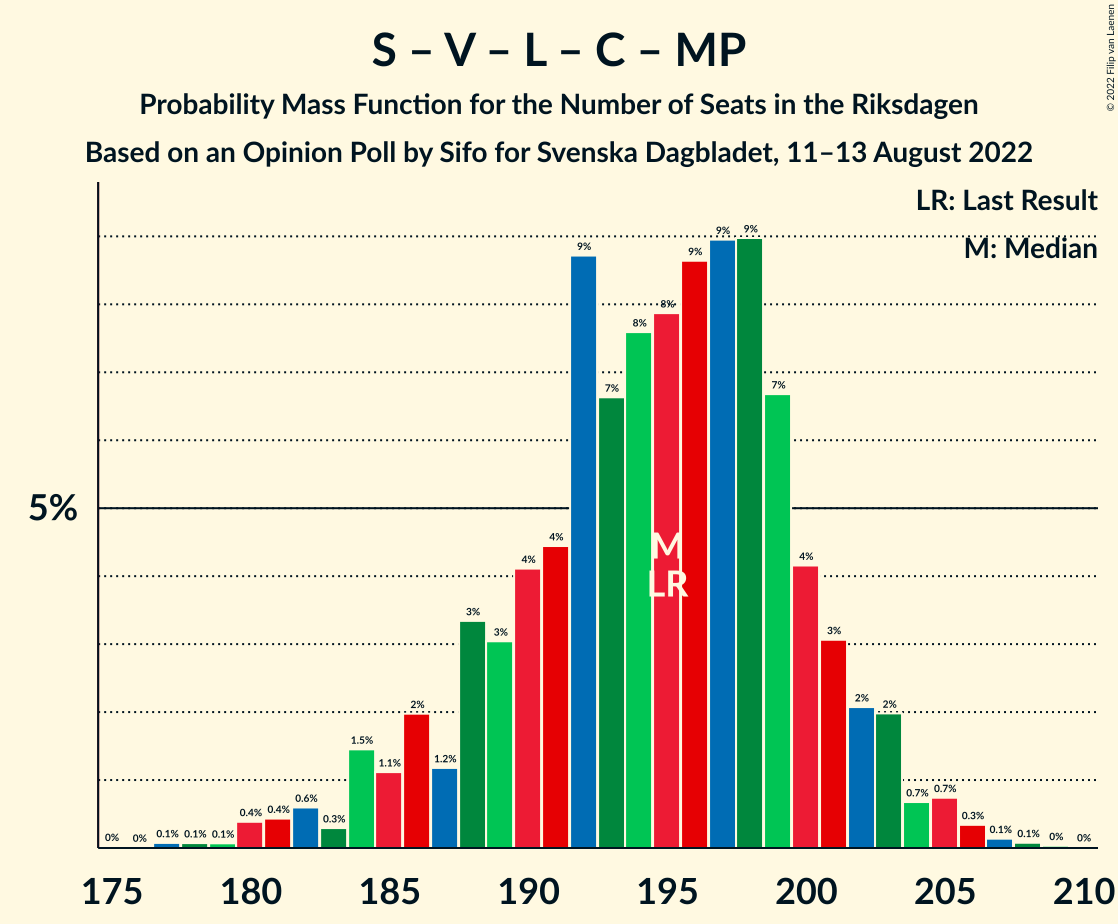 S – V – L – C – MP
Probability Mass Function for the Number of Seats in the Riksdagen
Based on an Opinion Poll by Sifo for Svenska Dagbladet, 11–13 August 2022
© 2022 Filip van Laenen
LR: Last Result
M: Median
5%
0% 0% 0.1% 0.1% 0.1% 0.4% 0.4% 0.6% 0.3% 1.5% 1.1% 2% 1.2% 3% 3% 4% 4% 9% 7% 8% 8% 9% 9% 9% 7% 4% 3% 2% 2% 0.7% 0.7% 0.3% 0.1% 0.1% 0% 0%
M
LR
175 180 185 190 195 200 205 210